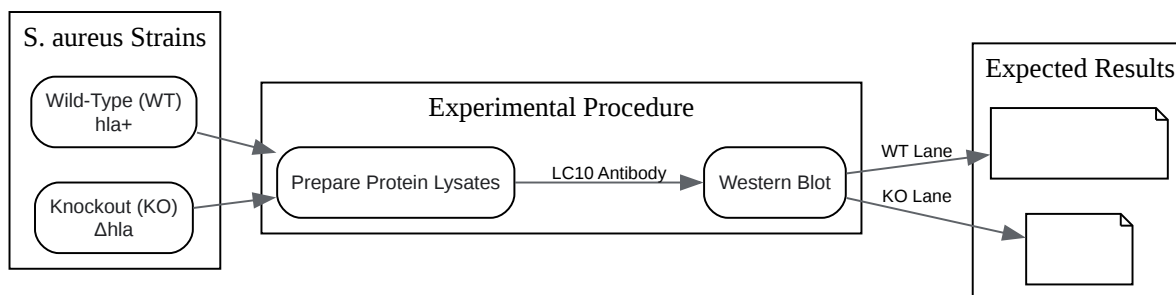 S. aureus Strains
Wild-Type (WT)
hla+
Knockout (KO)
Δhla
Experimental Procedure
Prepare Protein Lysates
LC10 Antibody
Western Blot
WT Lane
KO Lane
Expected Results